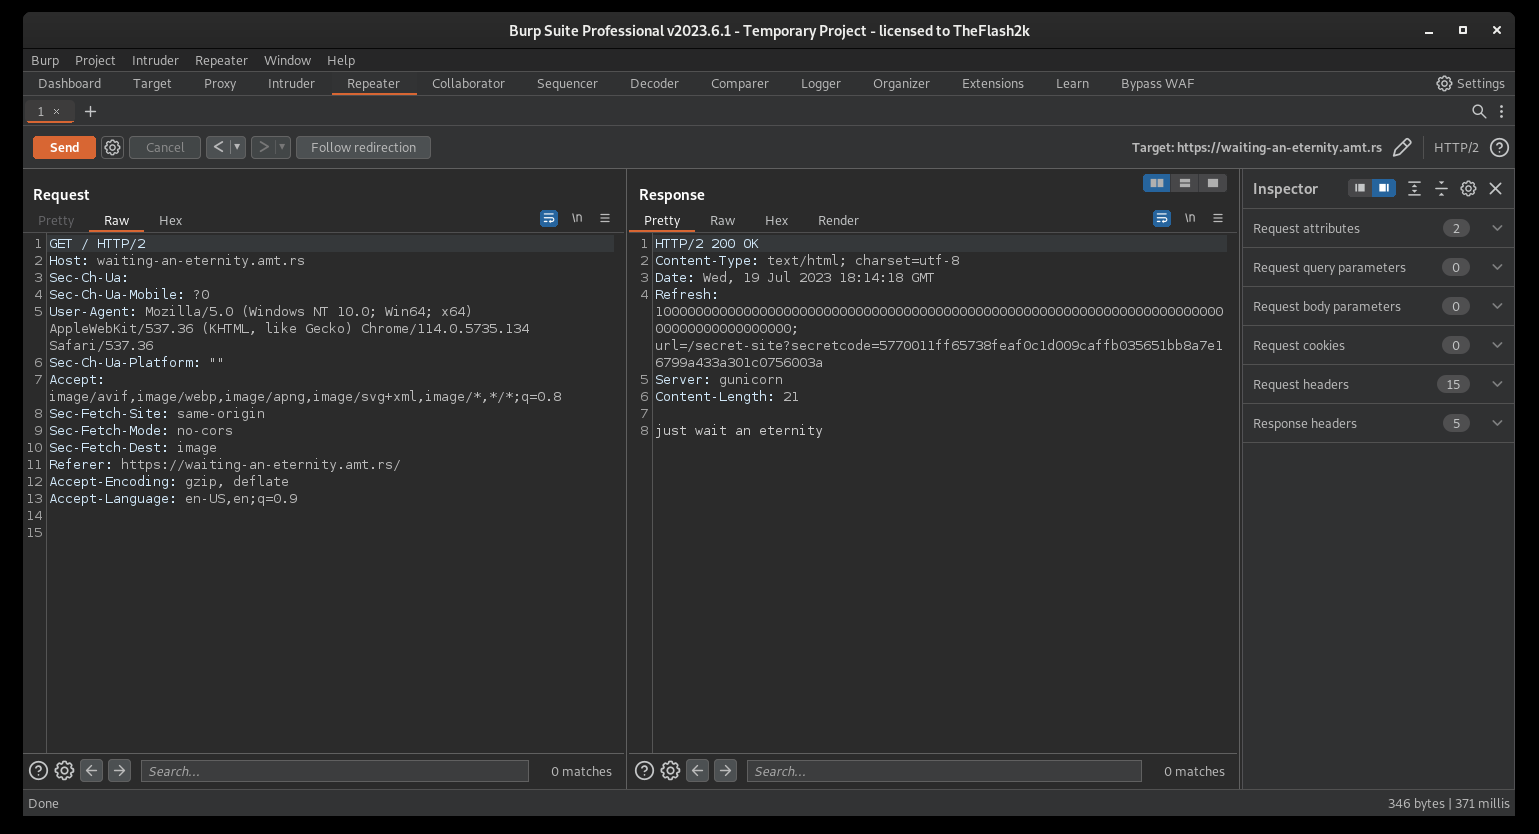 Burp Suite Professional v2023.6.1 - Temporary Project - licensed to TheFlash2k
Burp Project Intruder Repeater Window Help
Dashboard Target Proxy Intruder Repeater Collaborator Sequencer Decoder Comparer Logger Organizer Extensions Learn Bypass WAF Settings
1 × +
Send Cancel < > Follow redirection Target: https://waiting-an-eternity.amt.rs HTTP/2 ?
Request
Pretty Raw Hex \n
1 GET / HTTP/2
2 Host: waiting-an-eternity.amt.rs
3 Sec-Ch-Ua:
4 Sec-Ch-Ua-Mobile: ?0
5 User-Agent: Mozilla/5.0 (Windows NT 10.0; Win64; x64)
AppleWebKit/537.36 (KHTML, like Gecko) Chrome/114.0.5735.134
Safari/537.36
6 Sec-Ch-Ua-Platform: ""
7 Accept:
image/avif,image/webp,image/apng,image/svg+xml,image/*,*/*;q=0.8
8 Sec-Fetch-Site: same-origin
9 Sec-Fetch-Mode: no-cors
10 Sec-Fetch-Dest: image
11 Referer: https://waiting-an-eternity.amt.rs/
12 Accept-Encoding: gzip, deflate
13 Accept-Language: en-US,en;q=0.9
14
15
? Search... 0 matches
Response
Pretty Raw Hex Render \n
1 HTTP/2 200 OK
2 Content-Type: text/html; charset=utf-8
3 Date: Wed, 19 Jul 2023 18:14:18 GMT
4 Refresh:
10000000000000000000000000000000000000000000000000000000000000000000000
00000000000000000;
url=/secret-site?secretcode=5770011ff65738feaf0c1d009caffb035651bb8a7e1
6799a433a301c0756003a
5 Server: gunicorn
6 Content-Length: 21
7
8 just wait an eternity
? Search... 0 matches
Inspector
Request attributes 2
Request query parameters 0
Request body parameters 0
Request cookies 0
Request headers 15
Response headers 5
Done 346 bytes | 371 millis